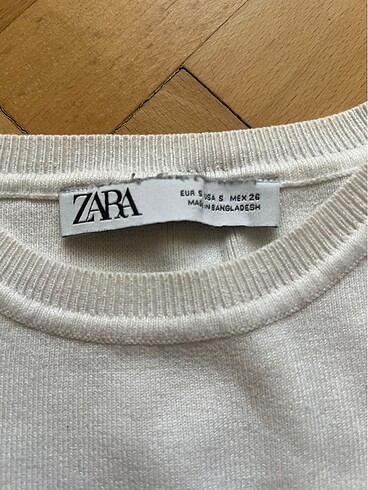 ZARA
EUR S USA S MEX 26
MADE IN BANGLADESH